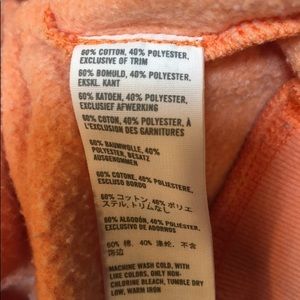 60% COTTON, 40% POLYESTER,
EXCLUSIVE OF TRIM
60% BOMULD, 40% POLYESTER,
EKSKL. KANT
60% KATOEN, 40% POLYESTER,
EXCLUSIEF AFWERKING
60% COTON, 40% POLYESTER, À
L'EXCLUSION DES GARNITURES
60% BAUMWOLLE, 40%
POLYESTER, BESATZ
AUSGENOMMEN
60% COTONE, 40% POLIESTERE,
ESCLUSO BORDO
60% コットン, 40% ポリエ
ステル, トリムなし
60% ALGODÓN, 40% POLIÉSTER,
EXCLUSIVO DE ADORNOS
60% 棉, 40% 涤纶, 不含
饰边
MACHINE WASH COLD, WITH
LIKE COLORS, ONLY NON-
CHLORINE BLEACH, TUMBLE DRY
LOW, WARM IRON